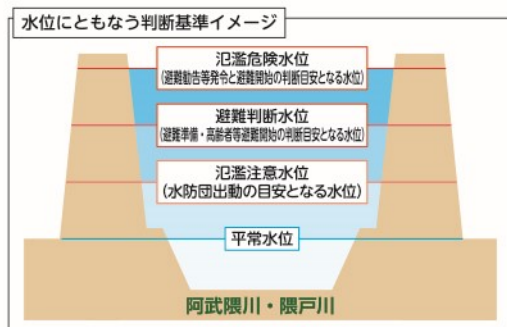 水位にともなう判断基準イメージ
氾濫危険水位
(避難勧告等発令と避難開始の判断目安となる水位)
避難判断水位
(避難準備・高齢者等避難開始の判断目安となる水位)
氾濫注意水位
(水防団出動の目安となる水位)
平常水位
阿武隈川・隈戸川